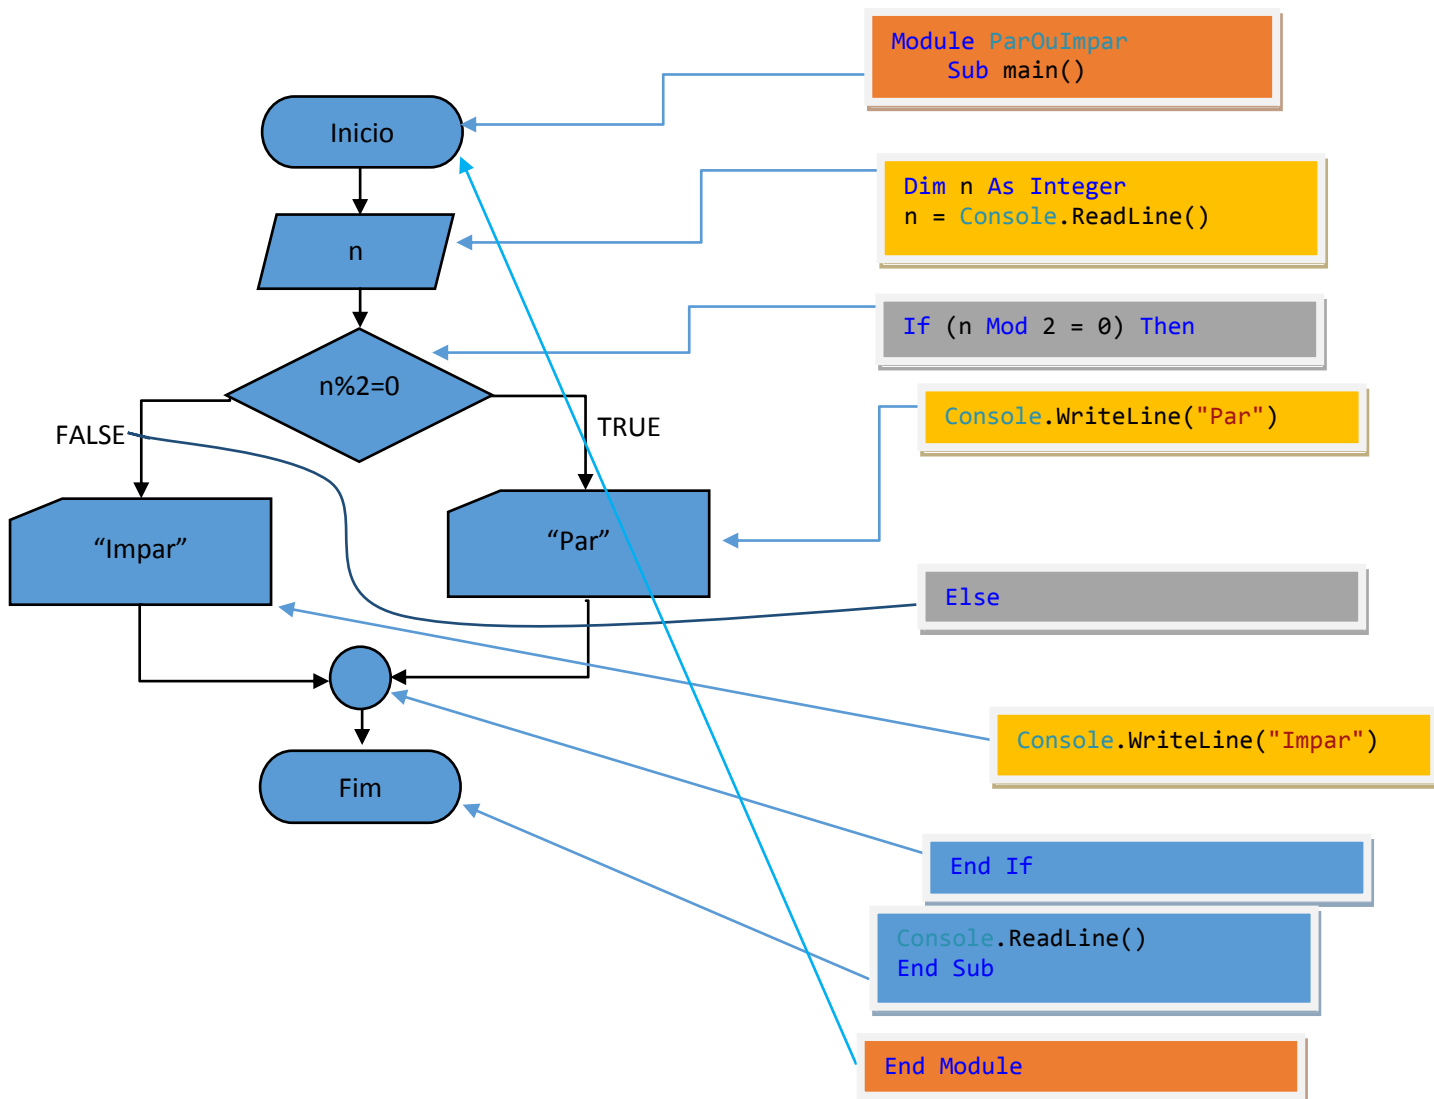 Module ParOuImpar
Sub main()
Inicio
Dim n As Integer
n = Console.ReadLine()
n
If (n Mod 2 = 0) Then
n%2=0
Console.WriteLine("Par")
FALSE
TRUE
“Impar”
“Par”
Else
Console.WriteLine("Impar")
Fim
End If
Console.ReadLine()
End Sub
End Module